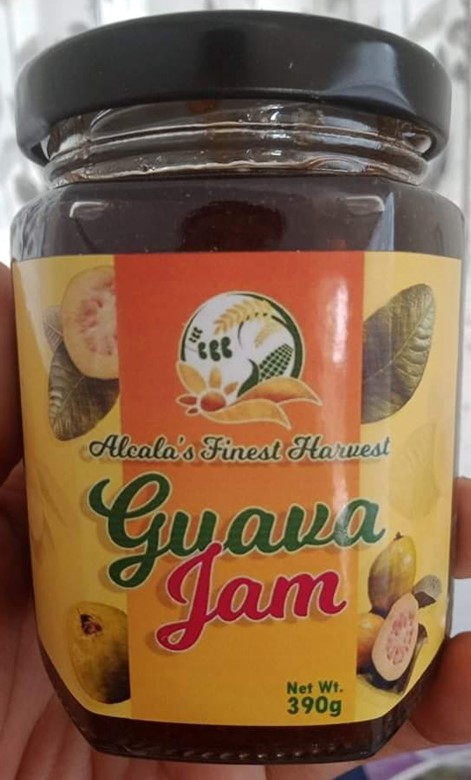 Alcala's Finest Harvest
Guava
Jam
Net Wt.
390g